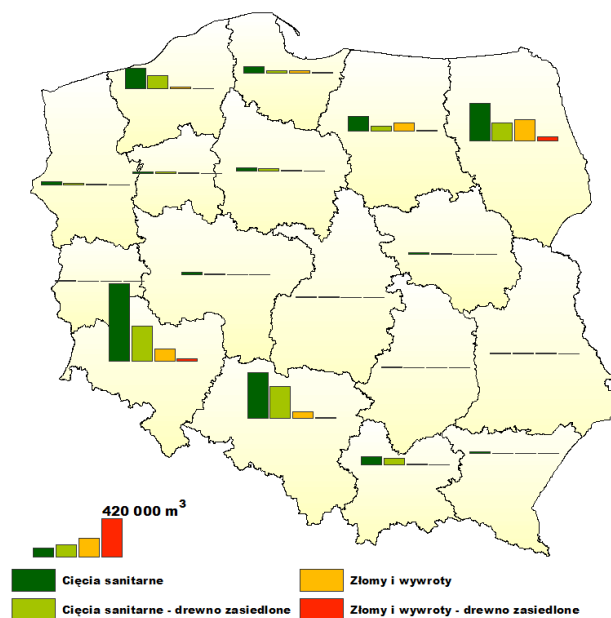 420 000 m³
Cięcia sanitarne
Złomy i wywroty
Cięcia sanitarne - drewno zasiedlone
Złomy i wywroty - drewno zasiedlone